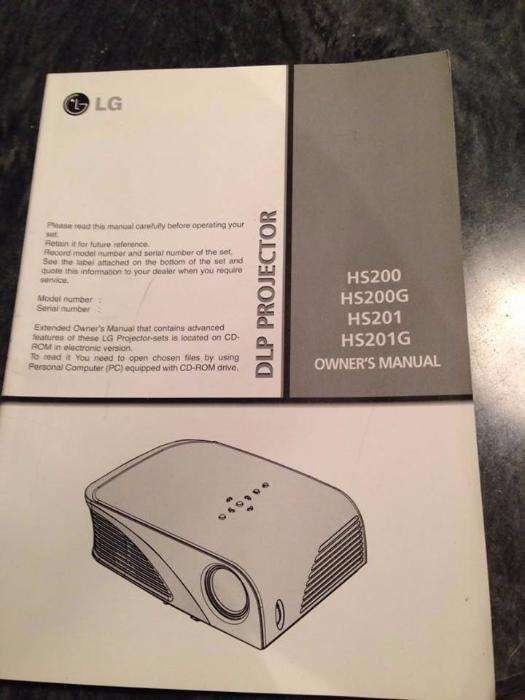 LG
Please read this manual carefully before operating your
set.
Retain it for future reference.
Record model number and serial number of the set.
See the label attached on the bottom of the set and
quote this information to your dealer when you require
service.
Model number :
Serial number :
Extended Owner's Manual that contains advanced
features of these LG Projector-sets is located on CD-
ROM in electronic version.
To read it You need to open chosen files by using
Personal Computer (PC) equipped with CD-ROM drive.
DLP PROJECTOR
HS200
HS200G
HS201
HS201G
OWNER'S MANUAL